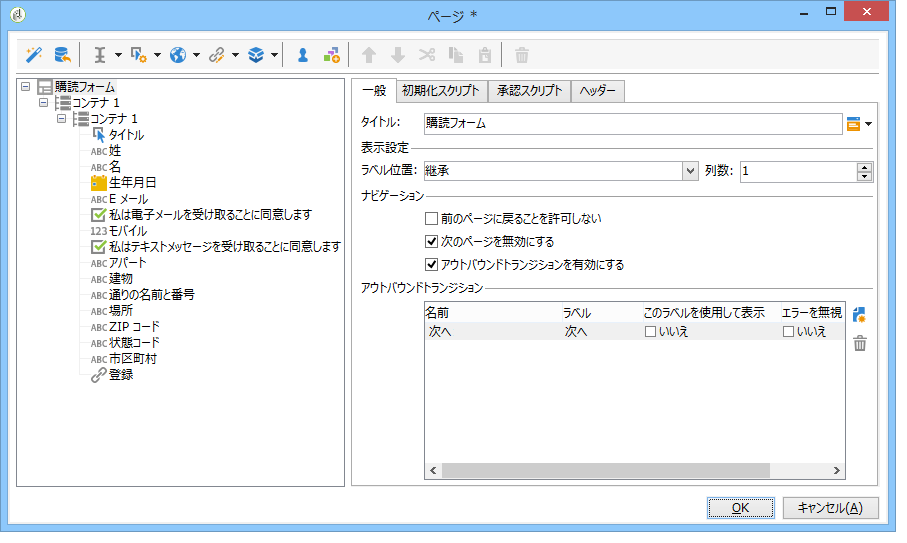 ページ *
購読フォーム
コンテナ 1
コンテナ 1
タイトル
ABC 姓
ABC 名
生年月日
ABC E メール
私は電子メールを受け取ることに同意します
123 モバイル
私はテキストメッセージを受け取ることに同意します
ABC アパート
ABC 建物
ABC 通りの名前と番号
ABC 場所
ABC ZIP コード
ABC 状態コード
ABC 市区町村
登録
一般 初期化スクリプト 承認スクリプト ヘッダー
タイトル: 購読フォーム
表示設定
ラベル位置: 継承 列数: 1
ナビゲーション
前のページに戻ることを許可しない
次のページを無効にする
アウトバウンドトランジションを有効にする
アウトバウンドトランジション
名前 ラベル このラベルを使用して表示 エラーを無視
次へ 次へ いいえ いいえ
OK キャンセル(A)